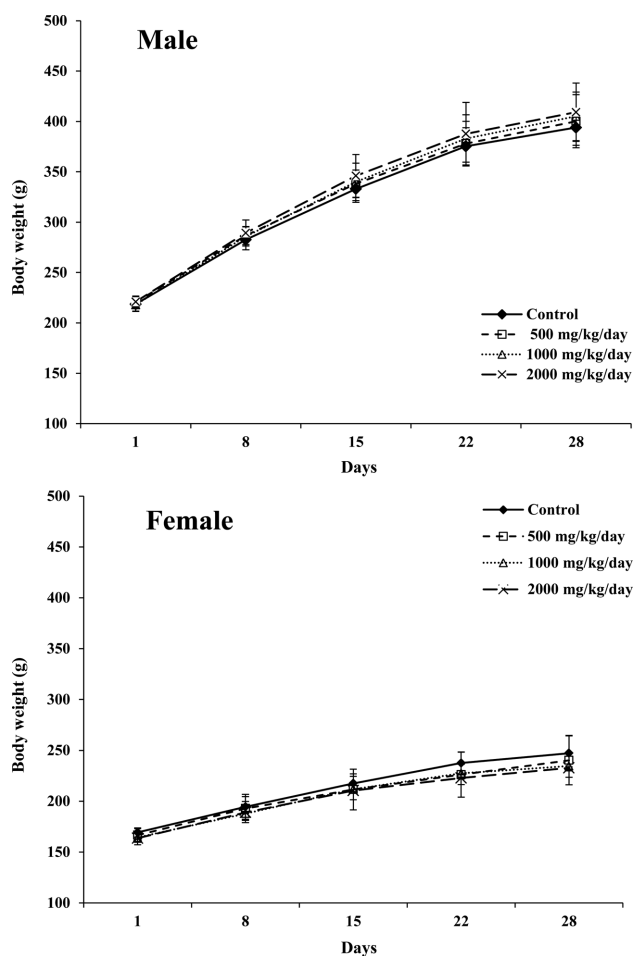 Male
500
450
400
350
300
250
200
150
100
Body weight (g)
Control
500 mg/kg/day
1000 mg/kg/day
2000 mg/kg/day
1 8 15 22 28
Days
Female
500
450
400
350
300
250
200
150
100
Body weight (g)
Control
500 mg/kg/day
1000 mg/kg/day
2000 mg/kg/day
1 8 15 22 28
Days